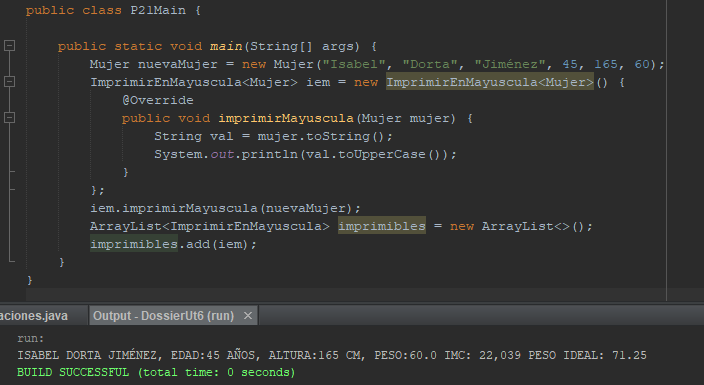 public class P21Main {
public static void main(String[] args) {
Mujer nuevaMujer = new Mujer("Isabel", "Dorta", "Jiménez", 45, 165, 60);
ImprimirEnMayuscula<Mujer> iem = new ImprimirEnMayuscula<Mujer>() {
@Override
public void imprimirMayuscula(Mujer mujer) {
String val = mujer.toString();
System.out.println(val.toUpperCase());
}
};
iem.imprimirMayuscula(nuevaMujer);
ArrayList<ImprimirEnMayuscula> imprimibles = new ArrayList<>();
imprimibles.add(iem);
}
}
aciones.java
Output - DossierUt6 (run)
run:
ISABEL DORTA JIMÉNEZ, EDAD:45 AÑOS, ALTURA:165 CM, PESO:60.0 IMC: 22,039 PESO IDEAL: 71.25
BUILD SUCCESSFUL (total time: 0 seconds)